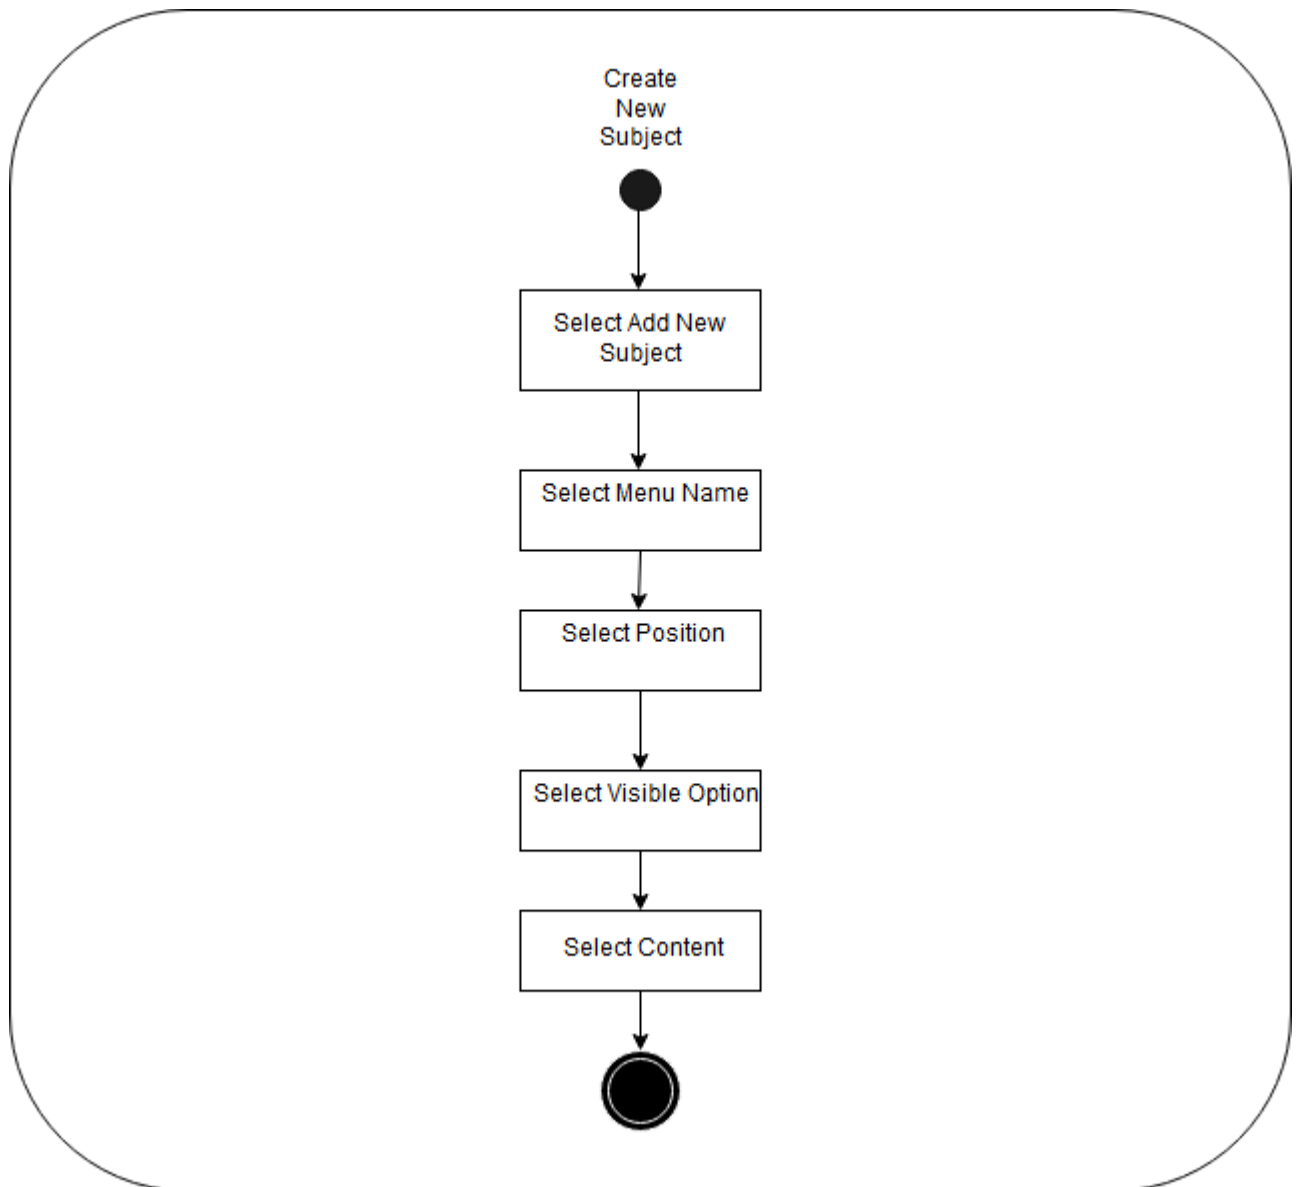 Create
New
Subject
Select Add New
Subject
Select Menu Name
Select Position
Select Visible Option
Select Content